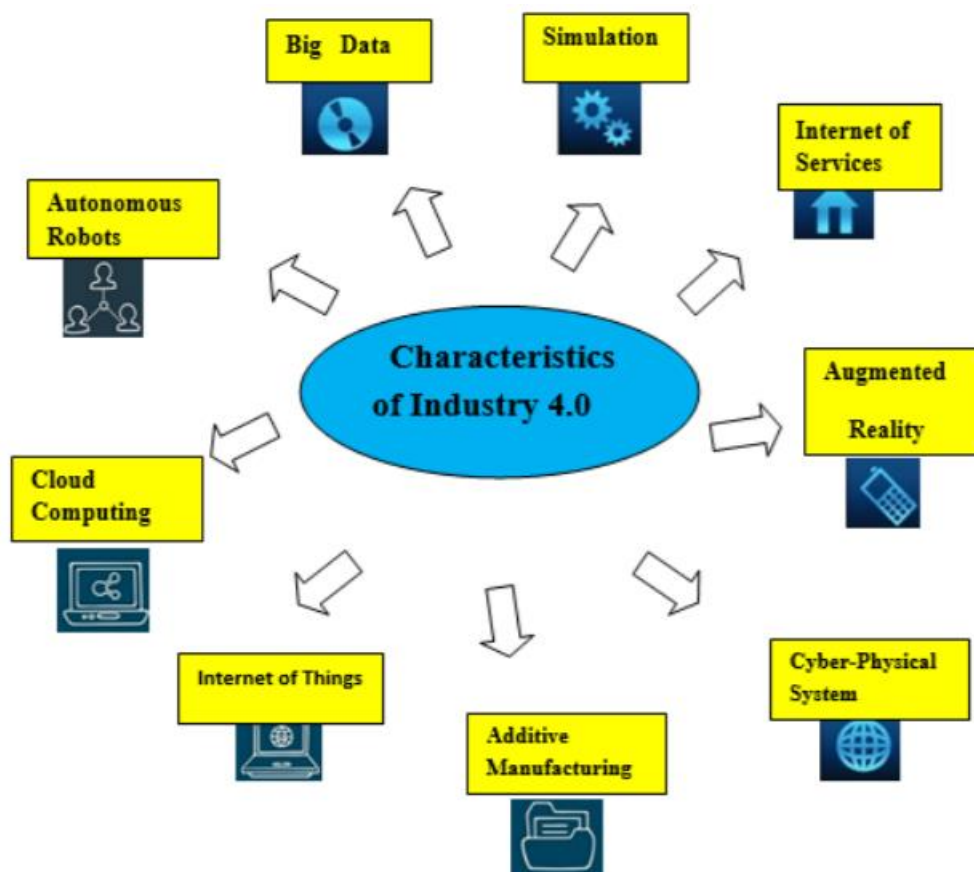 Big Data
Simulation
Internet of
Services
Autonomous
Robots
Characteristics
of Industry 4.0
Augmented
Reality
Cloud
Computing
Internet of Things
Cyber-Physical
System
Additive
Manufacturing